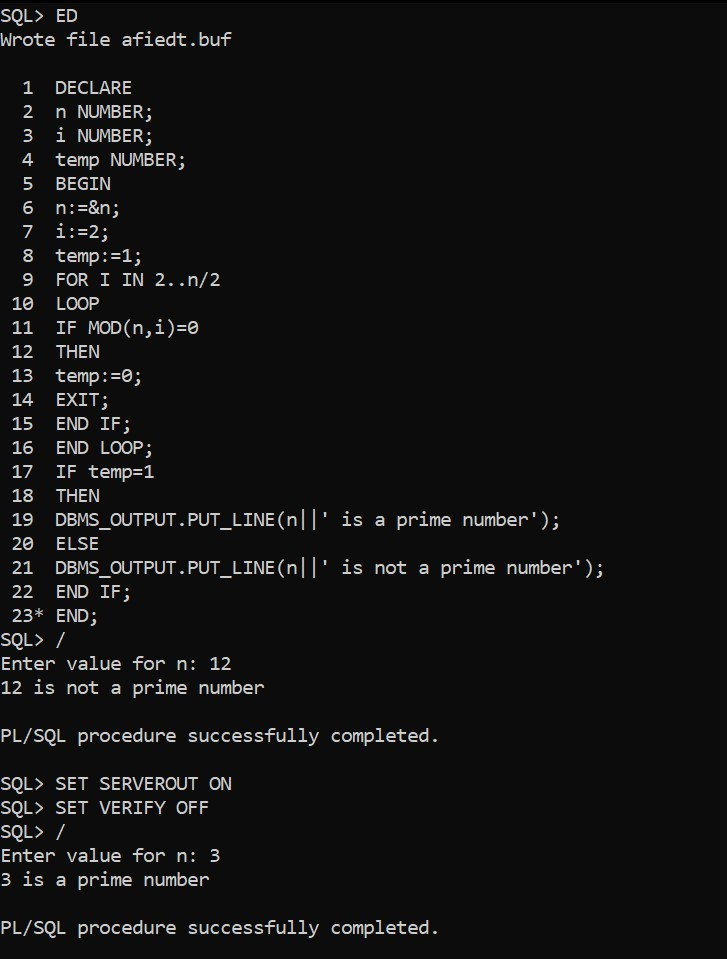 SQL> ED
Wrote file afiedt.buf
1 DECLARE
2 n NUMBER;
3 i NUMBER;
4 temp NUMBER;
5 BEGIN
6 n:=&n;
7 i:=2;
8 temp:=1;
9 FOR I IN 2..n/2
10 LOOP
11 IF MOD(n,i)=0
12 THEN
13 temp:=0;
14 EXIT;
15 END IF;
16 END LOOP;
17 IF temp=1
18 THEN
19 DBMS_OUTPUT.PUT_LINE(n||' is a prime number');
20 ELSE
21 DBMS_OUTPUT.PUT_LINE(n||' is not a prime number');
22 END IF;
23* END;
SQL> /
Enter value for n: 12
12 is not a prime number
PL/SQL procedure successfully completed.
SQL> SET SERVEROUT ON
SQL> SET VERIFY OFF
SQL> /
Enter value for n: 3
3 is a prime number
PL/SQL procedure successfully completed.